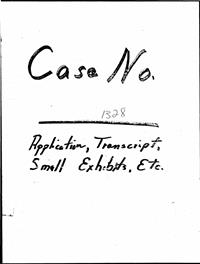 Case No.
1328
Application, Transcript,
Small Exhibits, Etc.